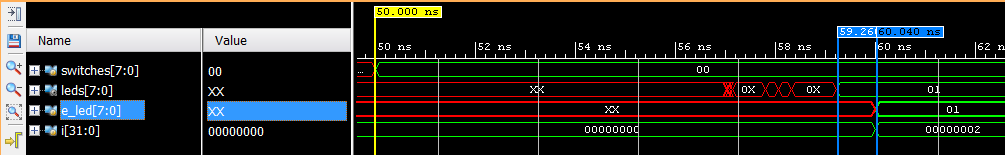 50.000 ns
60.040 ns
Name Value
50 ns 52 ns 54 ns 56 ns 58 ns 60 ns 62 ns
switches[7:0] 00 ... 00
leds[7:0] XX XX 0X 0X 01
e_led[7:0] XX XX 01
i[31:0] 00000000 00000000 00000002